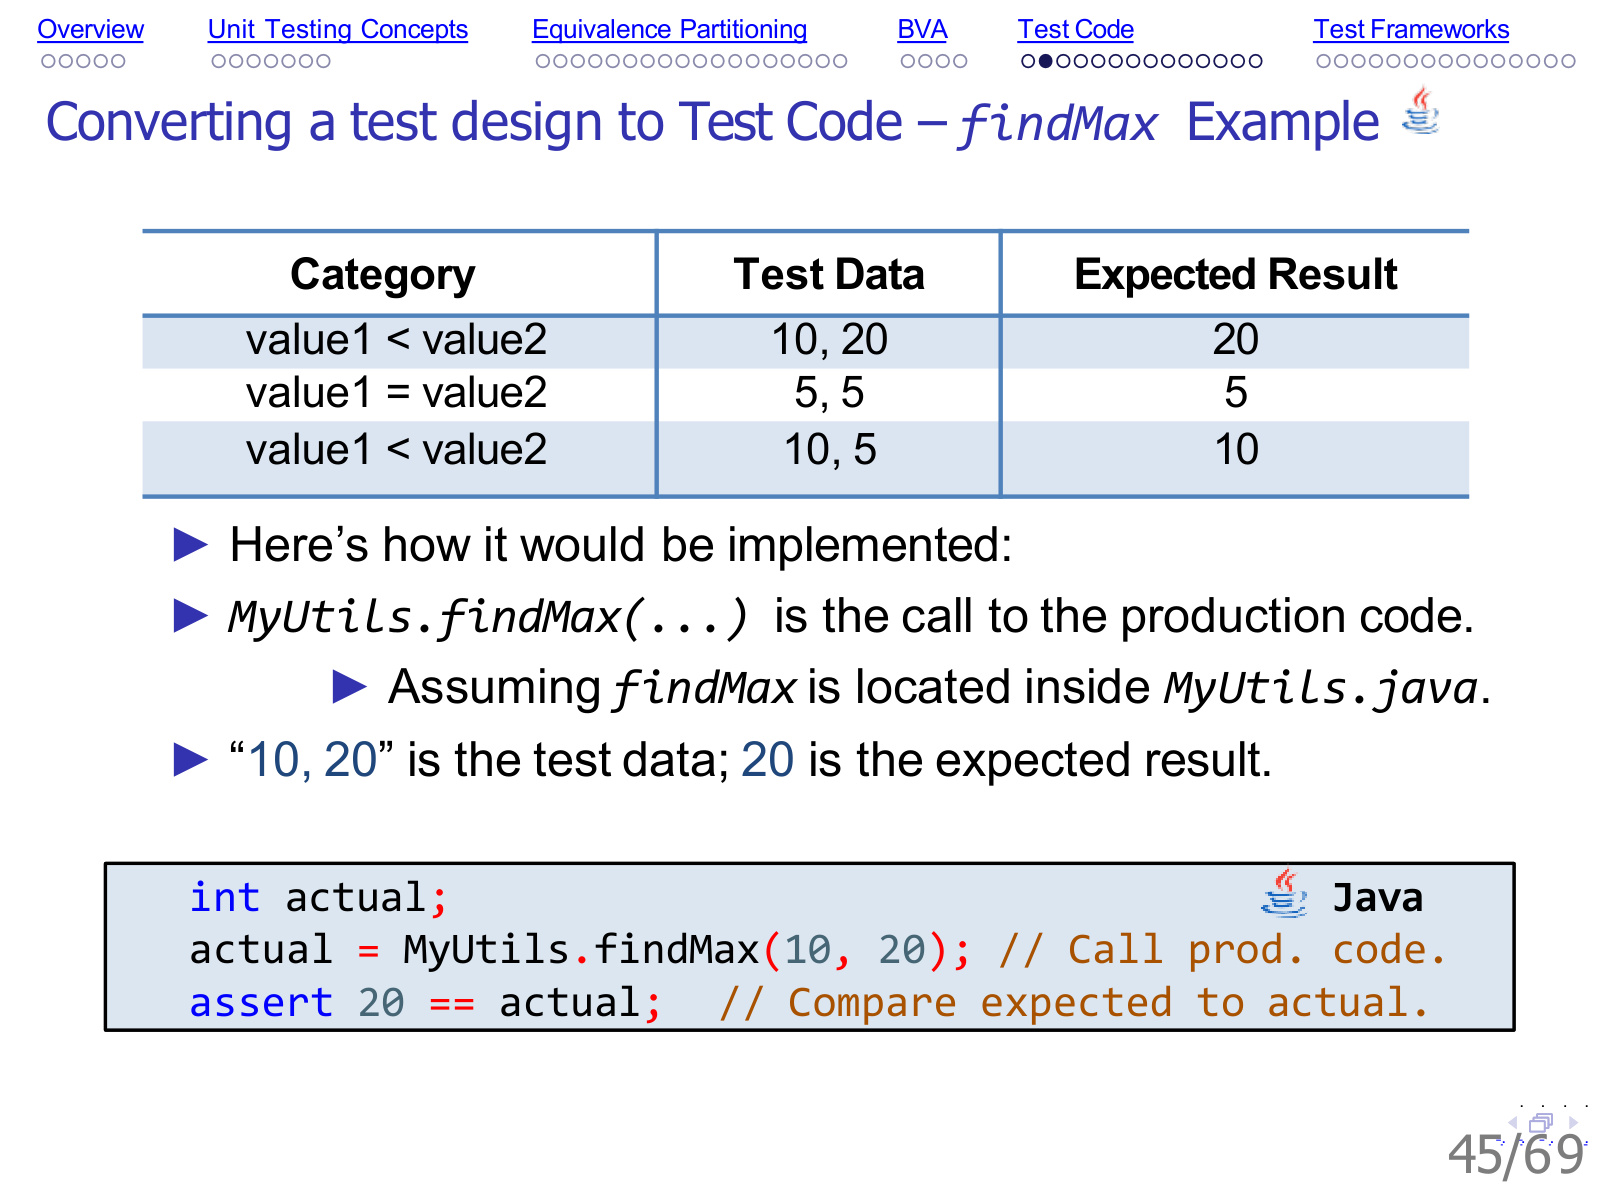 Overview Unit Testing Concepts Equivalence Partitioning BVA Test Code Test Frameworks
Converting a test design to Test Code – findMax Example
Category Test Data Expected Result
value1 < value2 10, 20 20
value1 = value2 5, 5 5
value1 < value2 10, 5 10
► Here’s how it would be implemented:
► MyUtils.findMax(...) is the call to the production code.
► Assuming findMax is located inside MyUtils.java.
► “10, 20” is the test data; 20 is the expected result.
int actual; Java
actual = MyUtils.findMax(10, 20); // Call prod. code.
assert 20 == actual; // Compare expected to actual.
45/69